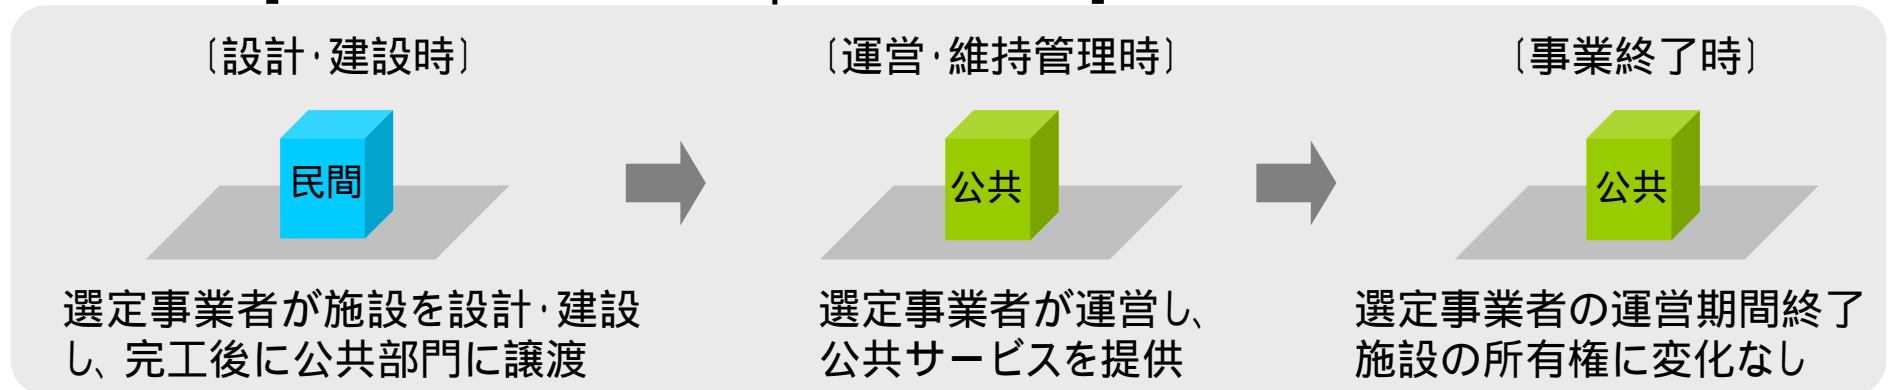 〔設計・建設時〕
〔運営・維持管理時〕
〔事業終了時〕
民間
公共
公共
選定事業者が施設を設計・建設
し、完工後に公共部門に譲渡
選定事業者が運営し、
公共サービスを提供
選定事業者の運営期間終了
施設の所有権に変化なし